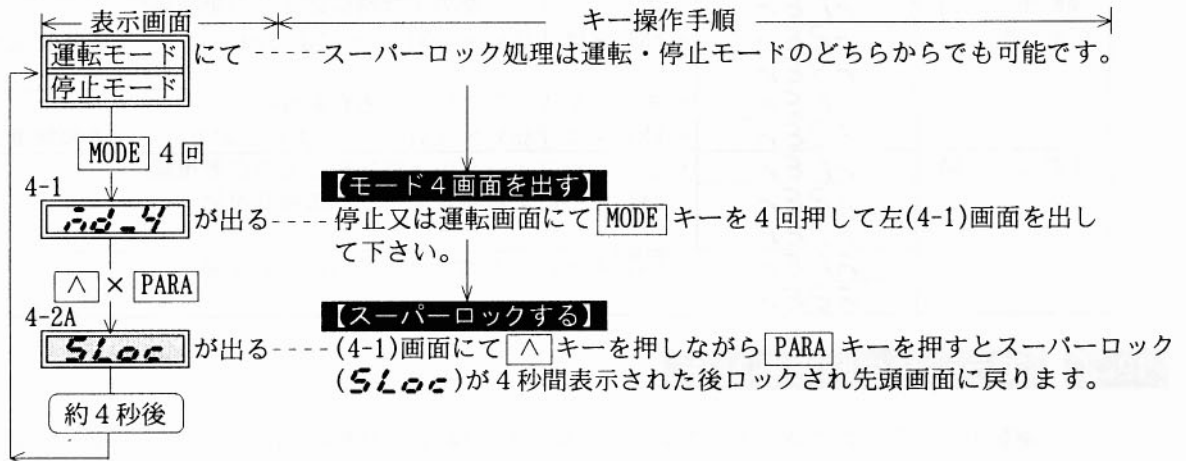 表示画面 キー操作手順
運転モード にて スーパーロック処理は運転・停止モードのどちらからでも可能です。
停止モード
MODE 4回
4-1 【モード4画面を出す】
ñd_4 が出る 停止又は運転画面にて MODE キーを4回押して左(4-1)画面を出し
て下さい。
∧ × PARA
4-2A 【スーパーロックする】
SLoc が出る (4-1)画面にて ∧ キーを押しながら PARA キーを押すとスーパーロック
(SLoc)が4秒間表示された後ロックされ先頭画面に戻ります。
約4秒後